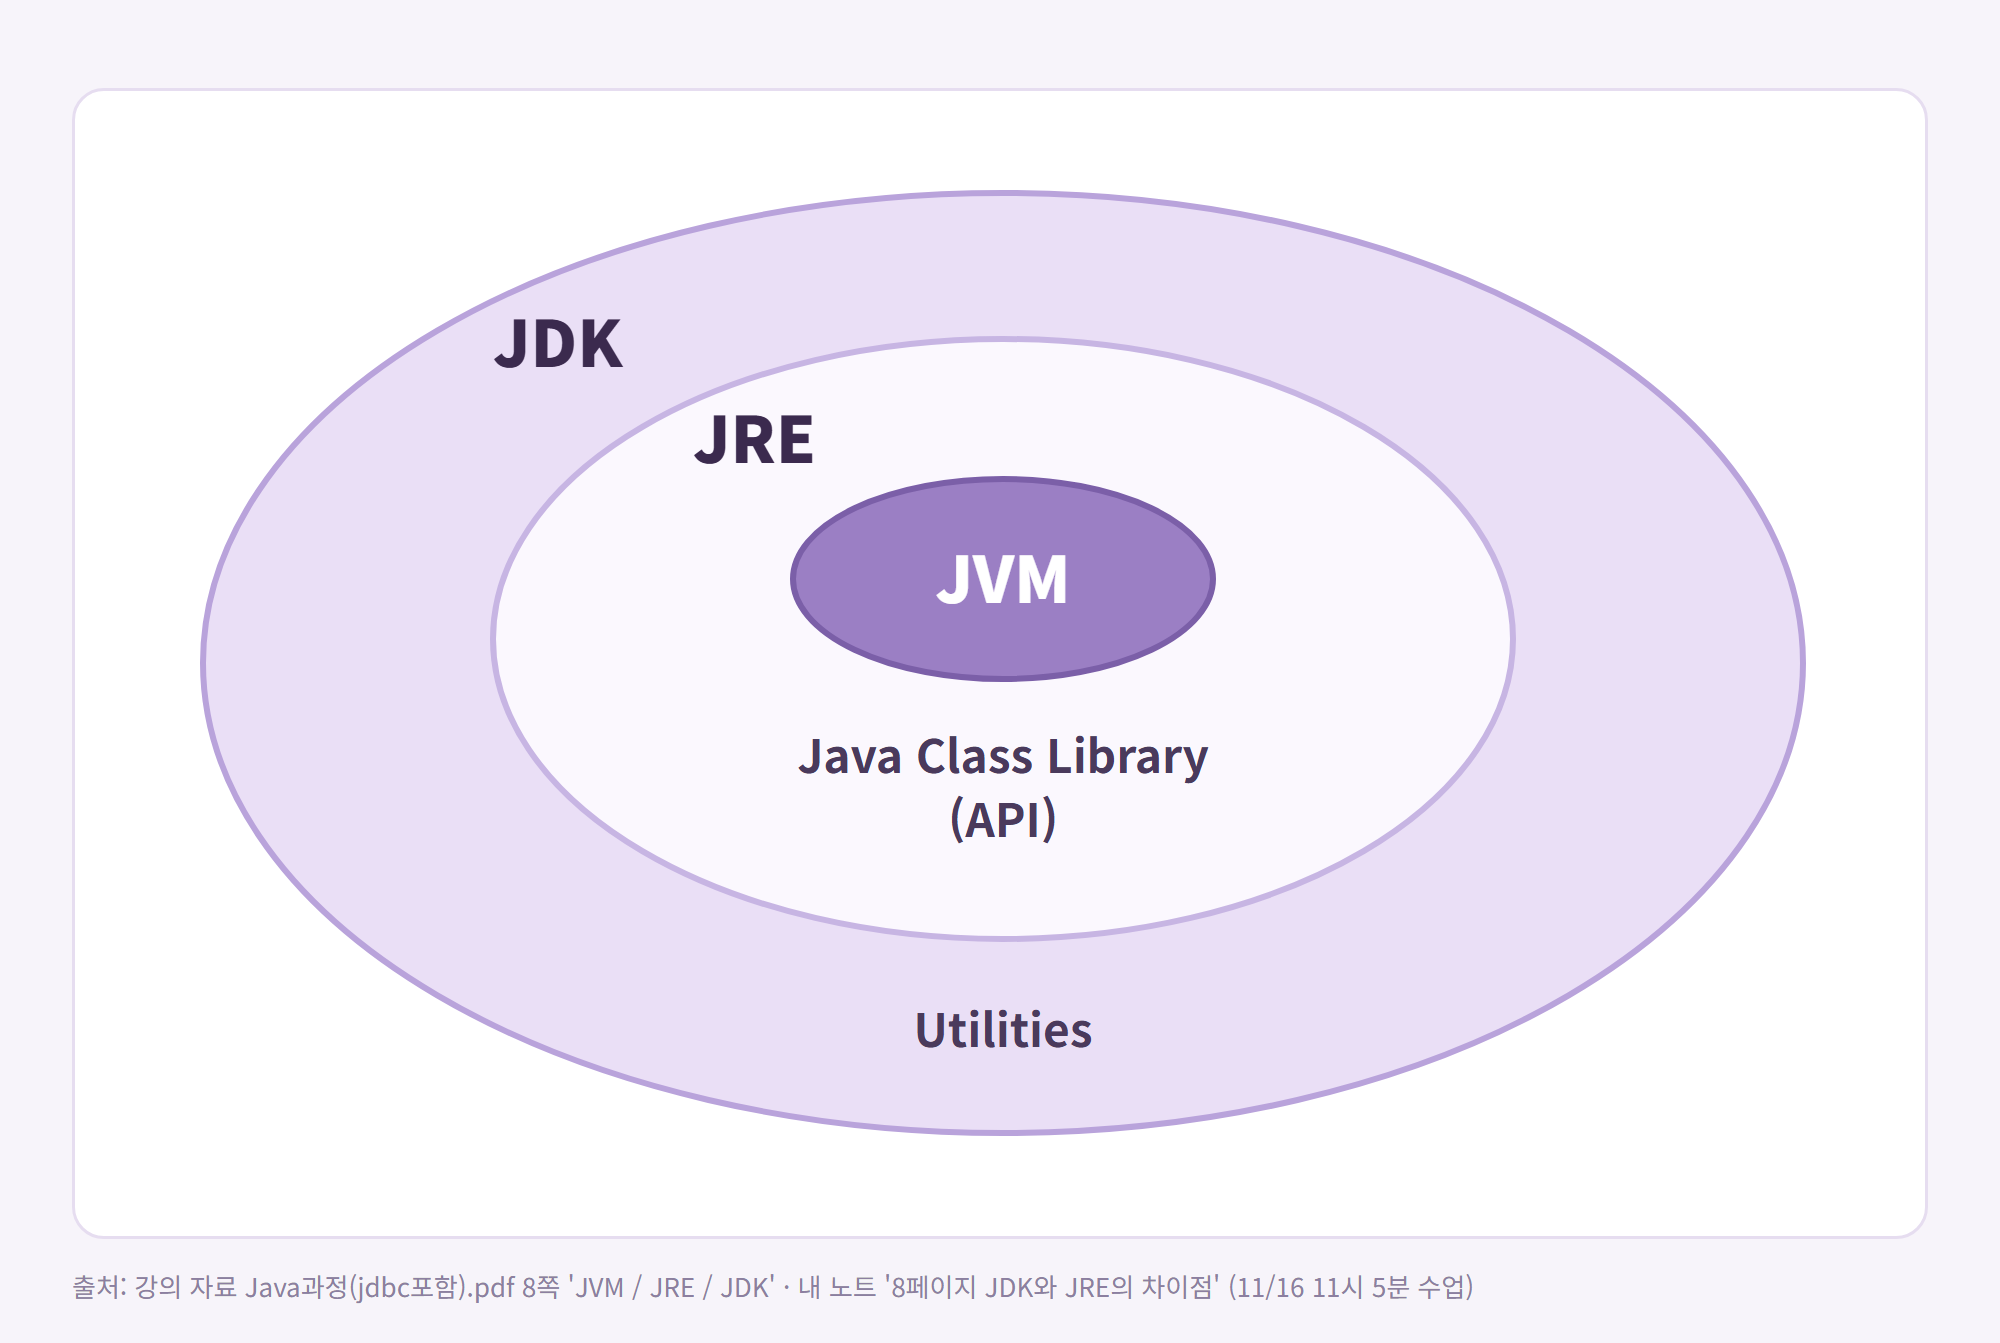 JDK
JRE
JVM
Java Class Library
(API)
Utilities
출처: 강의 자료 Java과정(jdbc포함).pdf 8쪽 'JVM / JRE / JDK' · 내 노트 '8페이지 JDK와 JRE의 차이점' (11/16 11시 5분 수업)